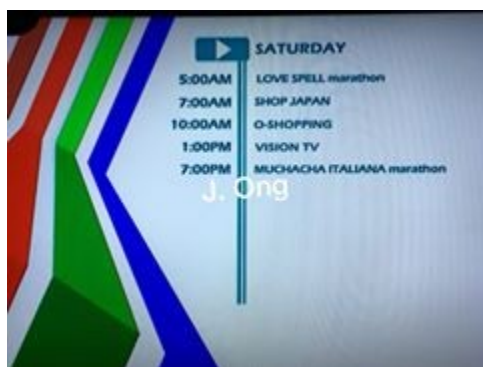 SATURDAY
5:00AM LOVE SPELL marathon
7:00AM SHOP JAPAN
10:00AM O-SHOPPING
1:00PM VISION TV
7:00PM MUCHACHA ITALIANA marathon
J. Ong